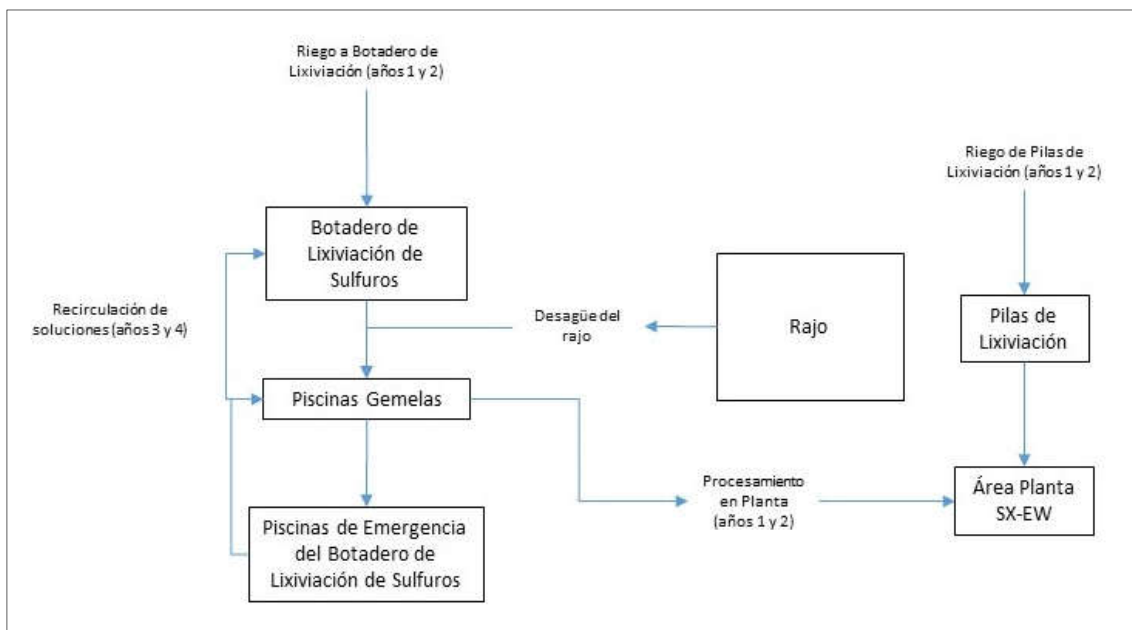 Riego a Botadero de
Lixiviación (años 1 y 2)
Riego de Pilas de
Lixiviación (años 1 y 2)
Botadero de
Lixiviación de
Sulfuros
Recirculación de
soluciones (años 3 y 4)
Desagüe del
rajo
Rajo
Pilas de
Lixiviación
Piscinas Gemelas
Procesamiento
en Planta
(años 1 y 2)
Área Planta
SX-EW
Piscinas de Emergencia
del Botadero de
Lixiviación de Sulfuros